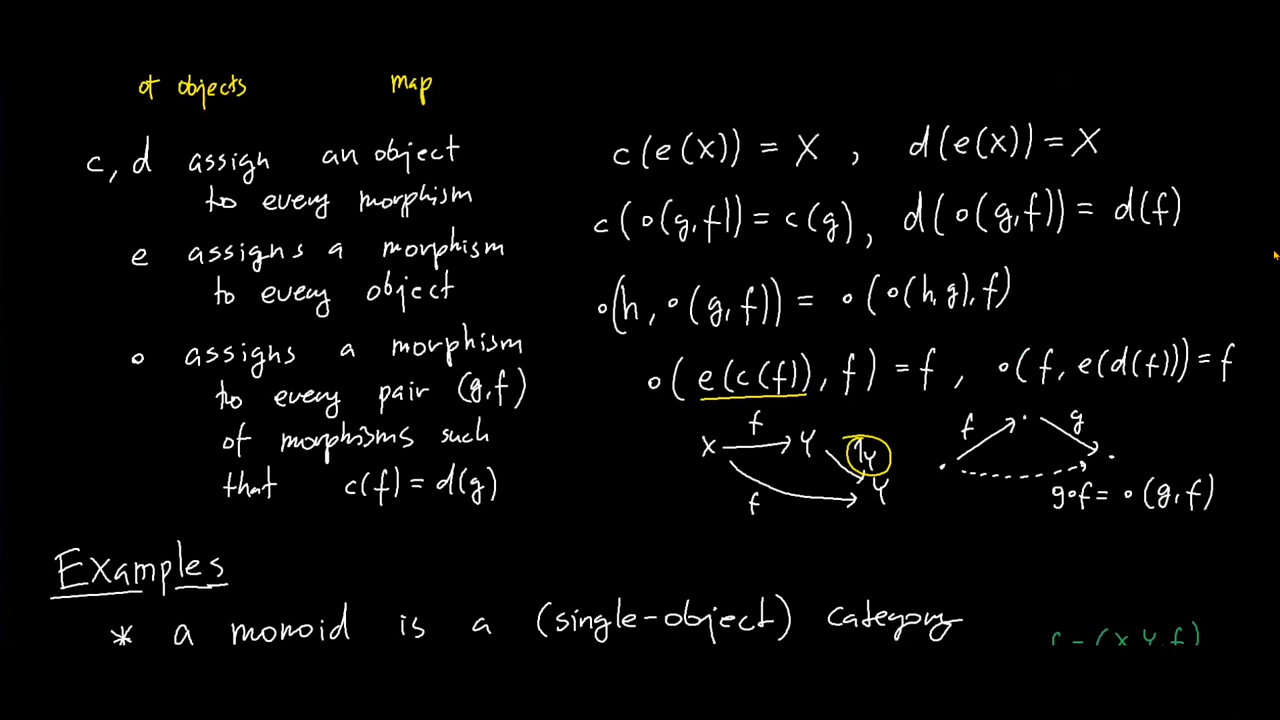 of objects map
c, d assign an object
to every morphism
e assigns a morphism
to every object
∘ assigns a morphism
to every pair (g,f)
of morphisms such
that c(f) = d(g)
c(e(x)) = X , d(e(x)) = X
c(∘(g,f)) = c(g), d(∘(g,f)) = d(f)
∘(h, ∘(g,f)) = ∘(∘(h,g),f)
∘(e(c(f)), f) = f , ∘(f, e(d(f))) = f
X f Y 1_Y
f Y
f g
g∘f = ∘(g,f)
Examples
* a monoid is a (single-object) category